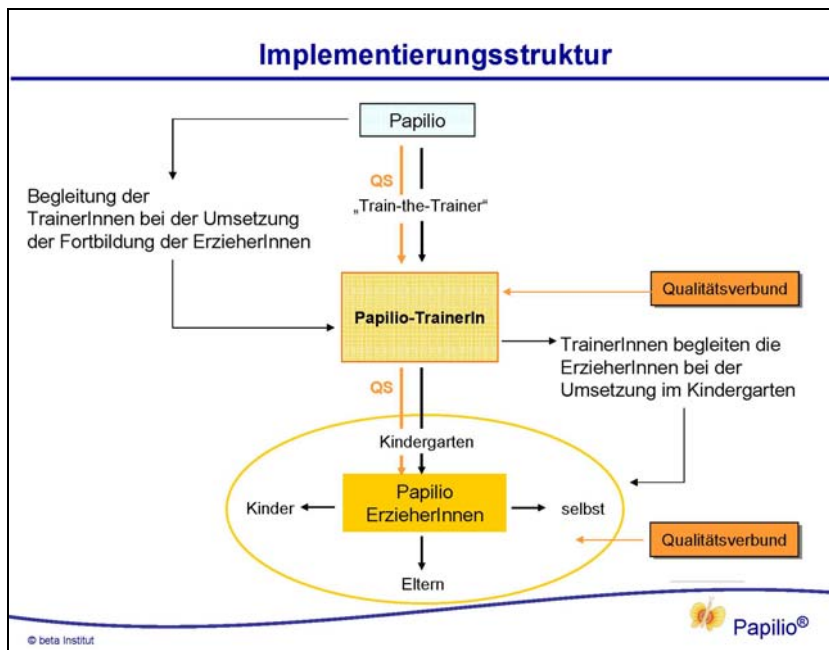 Implementierungsstruktur
Papilio
QS
„Train-the-Trainer“
Begleitung der
TrainerInnen bei der Umsetzung
der Fortbildung der ErzieherInnen
Qualitätsverbund
Papilio-TrainerIn
TrainerInnen begleiten die
ErzieherInnen bei der
Umsetzung im Kindergarten
QS
Kindergarten
Papilio
ErzieherInnen
Kinder
selbst
Qualitätsverbund
Eltern
© beta Institut
Papilio®